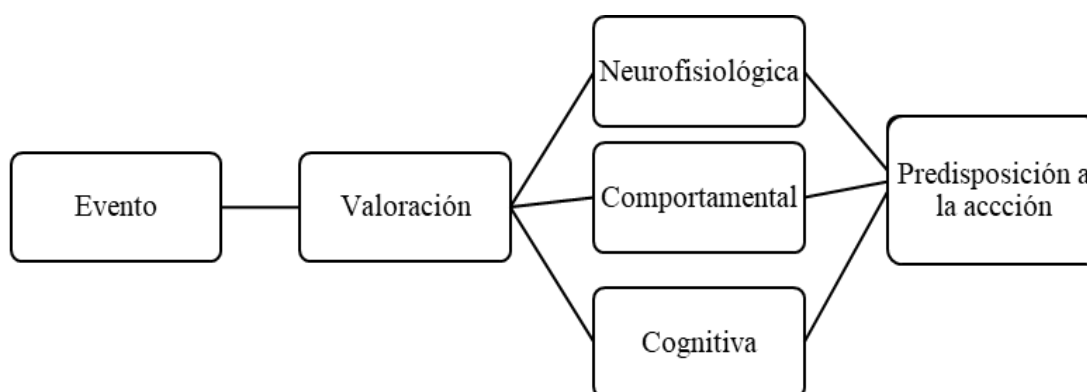 Evento
Valoración
Neurofisiológica
Comportamental
Cognitiva
Predisposición a
la accción